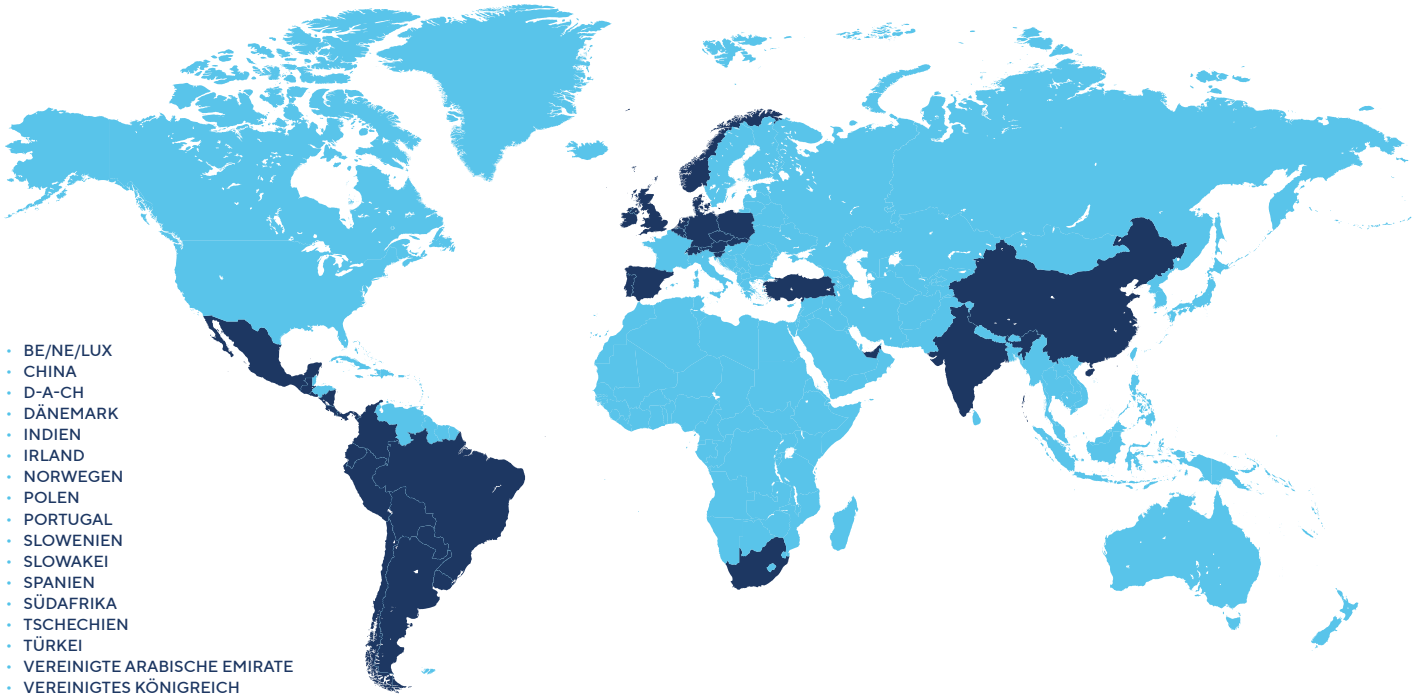 • BE/NE/LUX
• CHINA
• D-A-CH
• DÄNEMARK
• INDIEN
• IRLAND
• NORWEGEN
• POLEN
• PORTUGAL
• SLOWENIEN
• SLOWAKEI
• SPANIEN
• SÜDAFRIKA
• TSCHECHIEN
• TÜRKEI
• VEREINIGTE ARABISCHE EMIRATE
• VEREINIGTES KÖNIGREICH